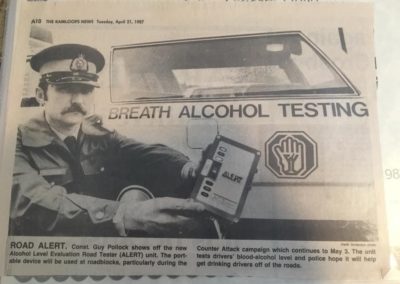 A10 THE KAMLOOPS NEWS Tuesday, April 21, 1987
BREATH ALCOHOL TESTING
ALERT
ROAD ALERT. Const. Guy Pollock shows off the new
Alcohol Level Evaluation Road Tester (ALERT) unit. The port-
able device will be used at roadblocks, particularly during the
Counter Attack campaign which continues to May 3. The unit
tests drivers' blood-alcohol level and police hope it will help
get drinking drivers off of the roads.
98